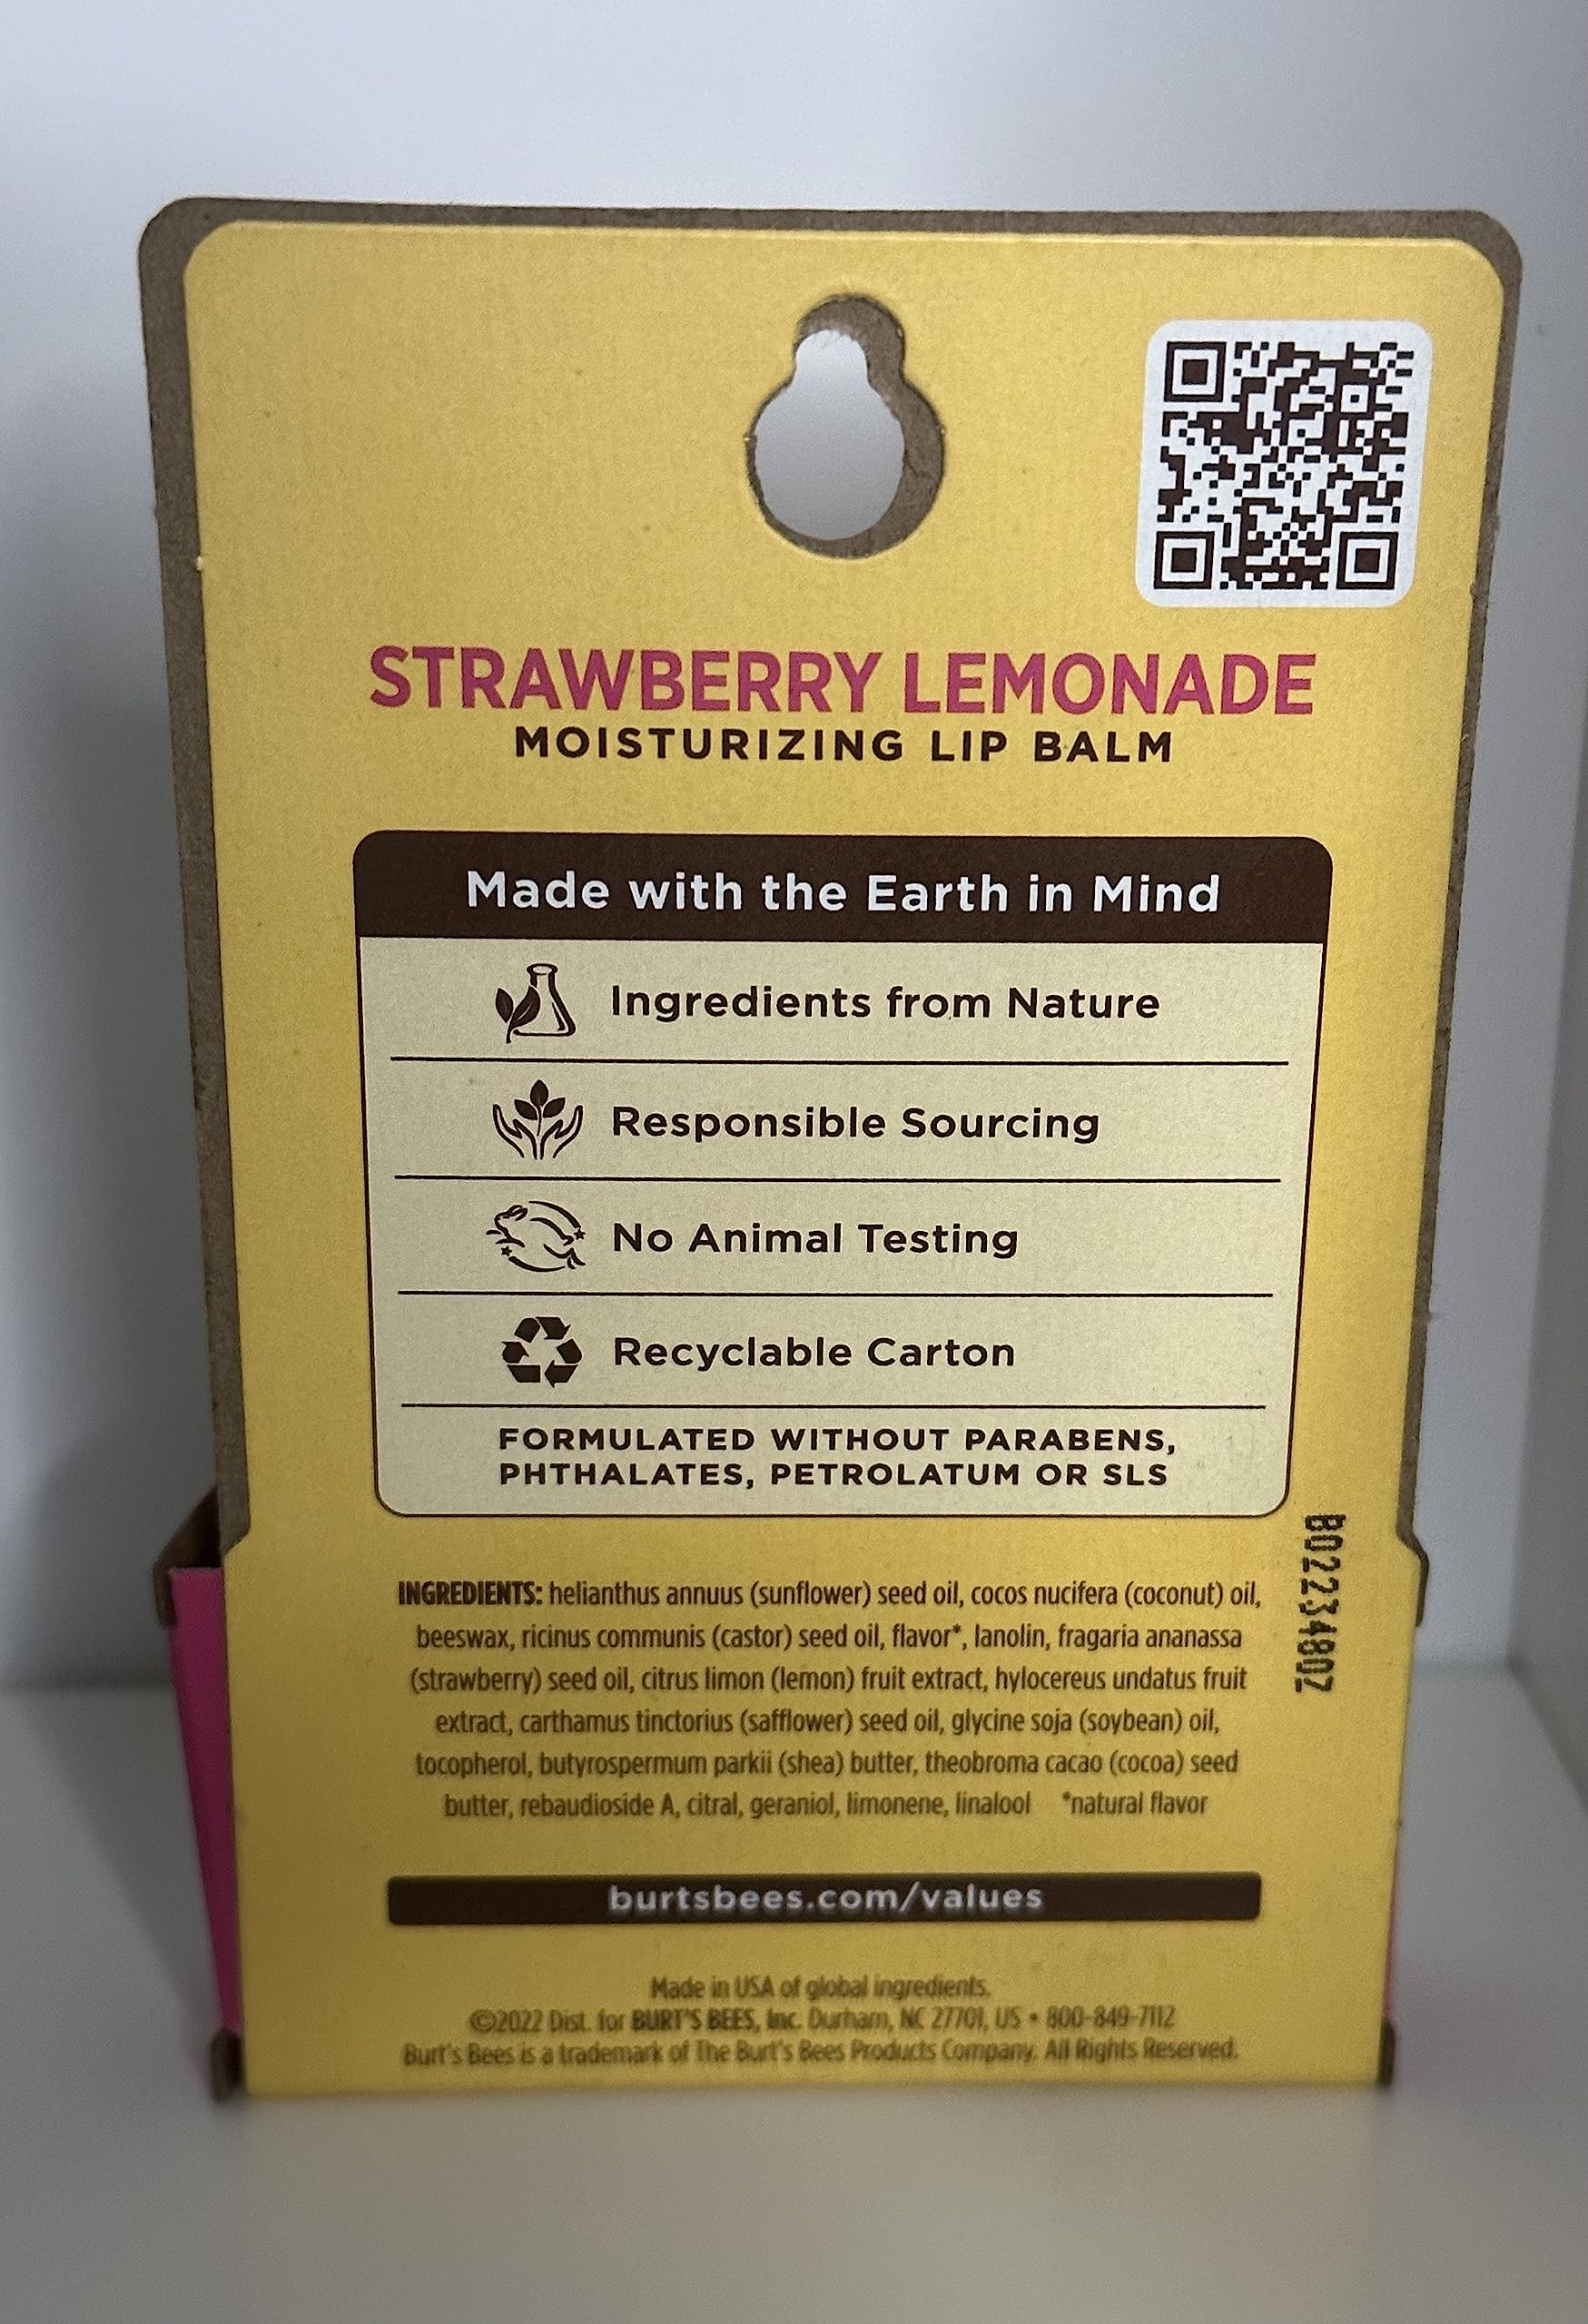 STRAWBERRY LEMONADE
MOISTURIZING LIP BALM
Made with the Earth in Mind
Ingredients from Nature
Responsible Sourcing
No Animal Testing
Recyclable Carton
FORMULATED WITHOUT PARABENS,
PHTHALATES, PETROLATUM OR SLS
B02234802
INGREDIENTS: helianthus annuus (sunflower) seed oil, cocos nucifera (coconut) oil,
beeswax, ricinus communis (castor) seed oil, flavor*, lanolin, fragaria ananassa
(strawberry) seed oil, citrus limon (lemon) fruit extract, hylocereus undatus fruit
extract, carthamus tinctorius (safflower) seed oil, glycine soja (soybean) oil,
tocopherol, butyrospermum parkii (shea) butter, theobroma cacao (cocoa) seed
butter, rebaudioside A, citral, geraniol, limonene, linalool *natural flavor
burtsbees.com/values
Made in USA of global ingredients.
©2022 Dist. for BURT'S BEES, Inc. Durham, NC 27701, US • 800-849-7112
Burt's Bees is a trademark of The Burt's Bees Products Company. All Rights Reserved.